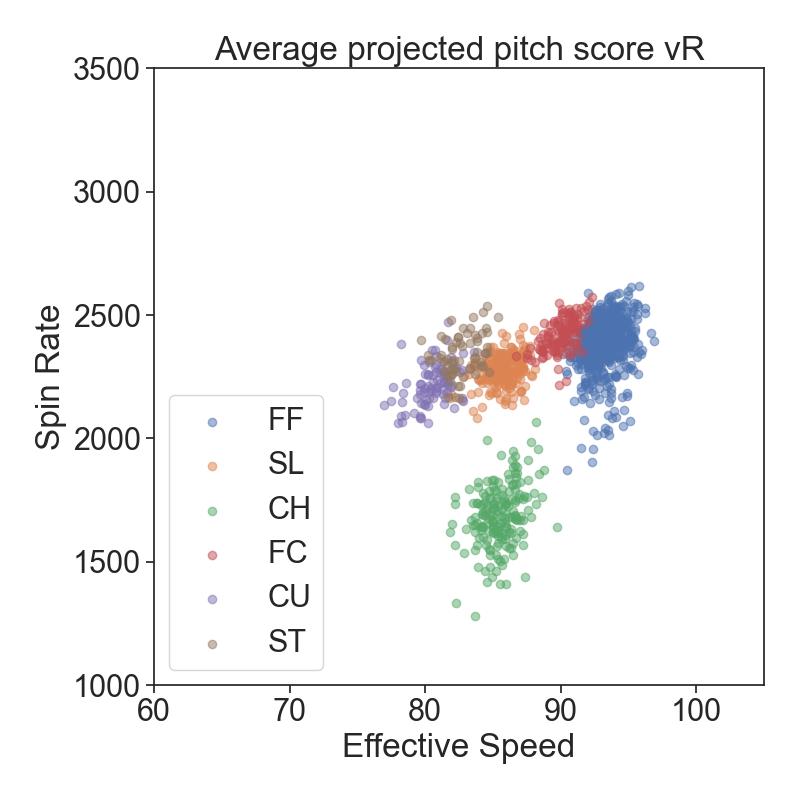 Average projected pitch score vR
3500
3000
2500
2000
1500
1000
Spin Rate
FF
SL
CH
FC
CU
ST
60 70 80 90 100
Effective Speed